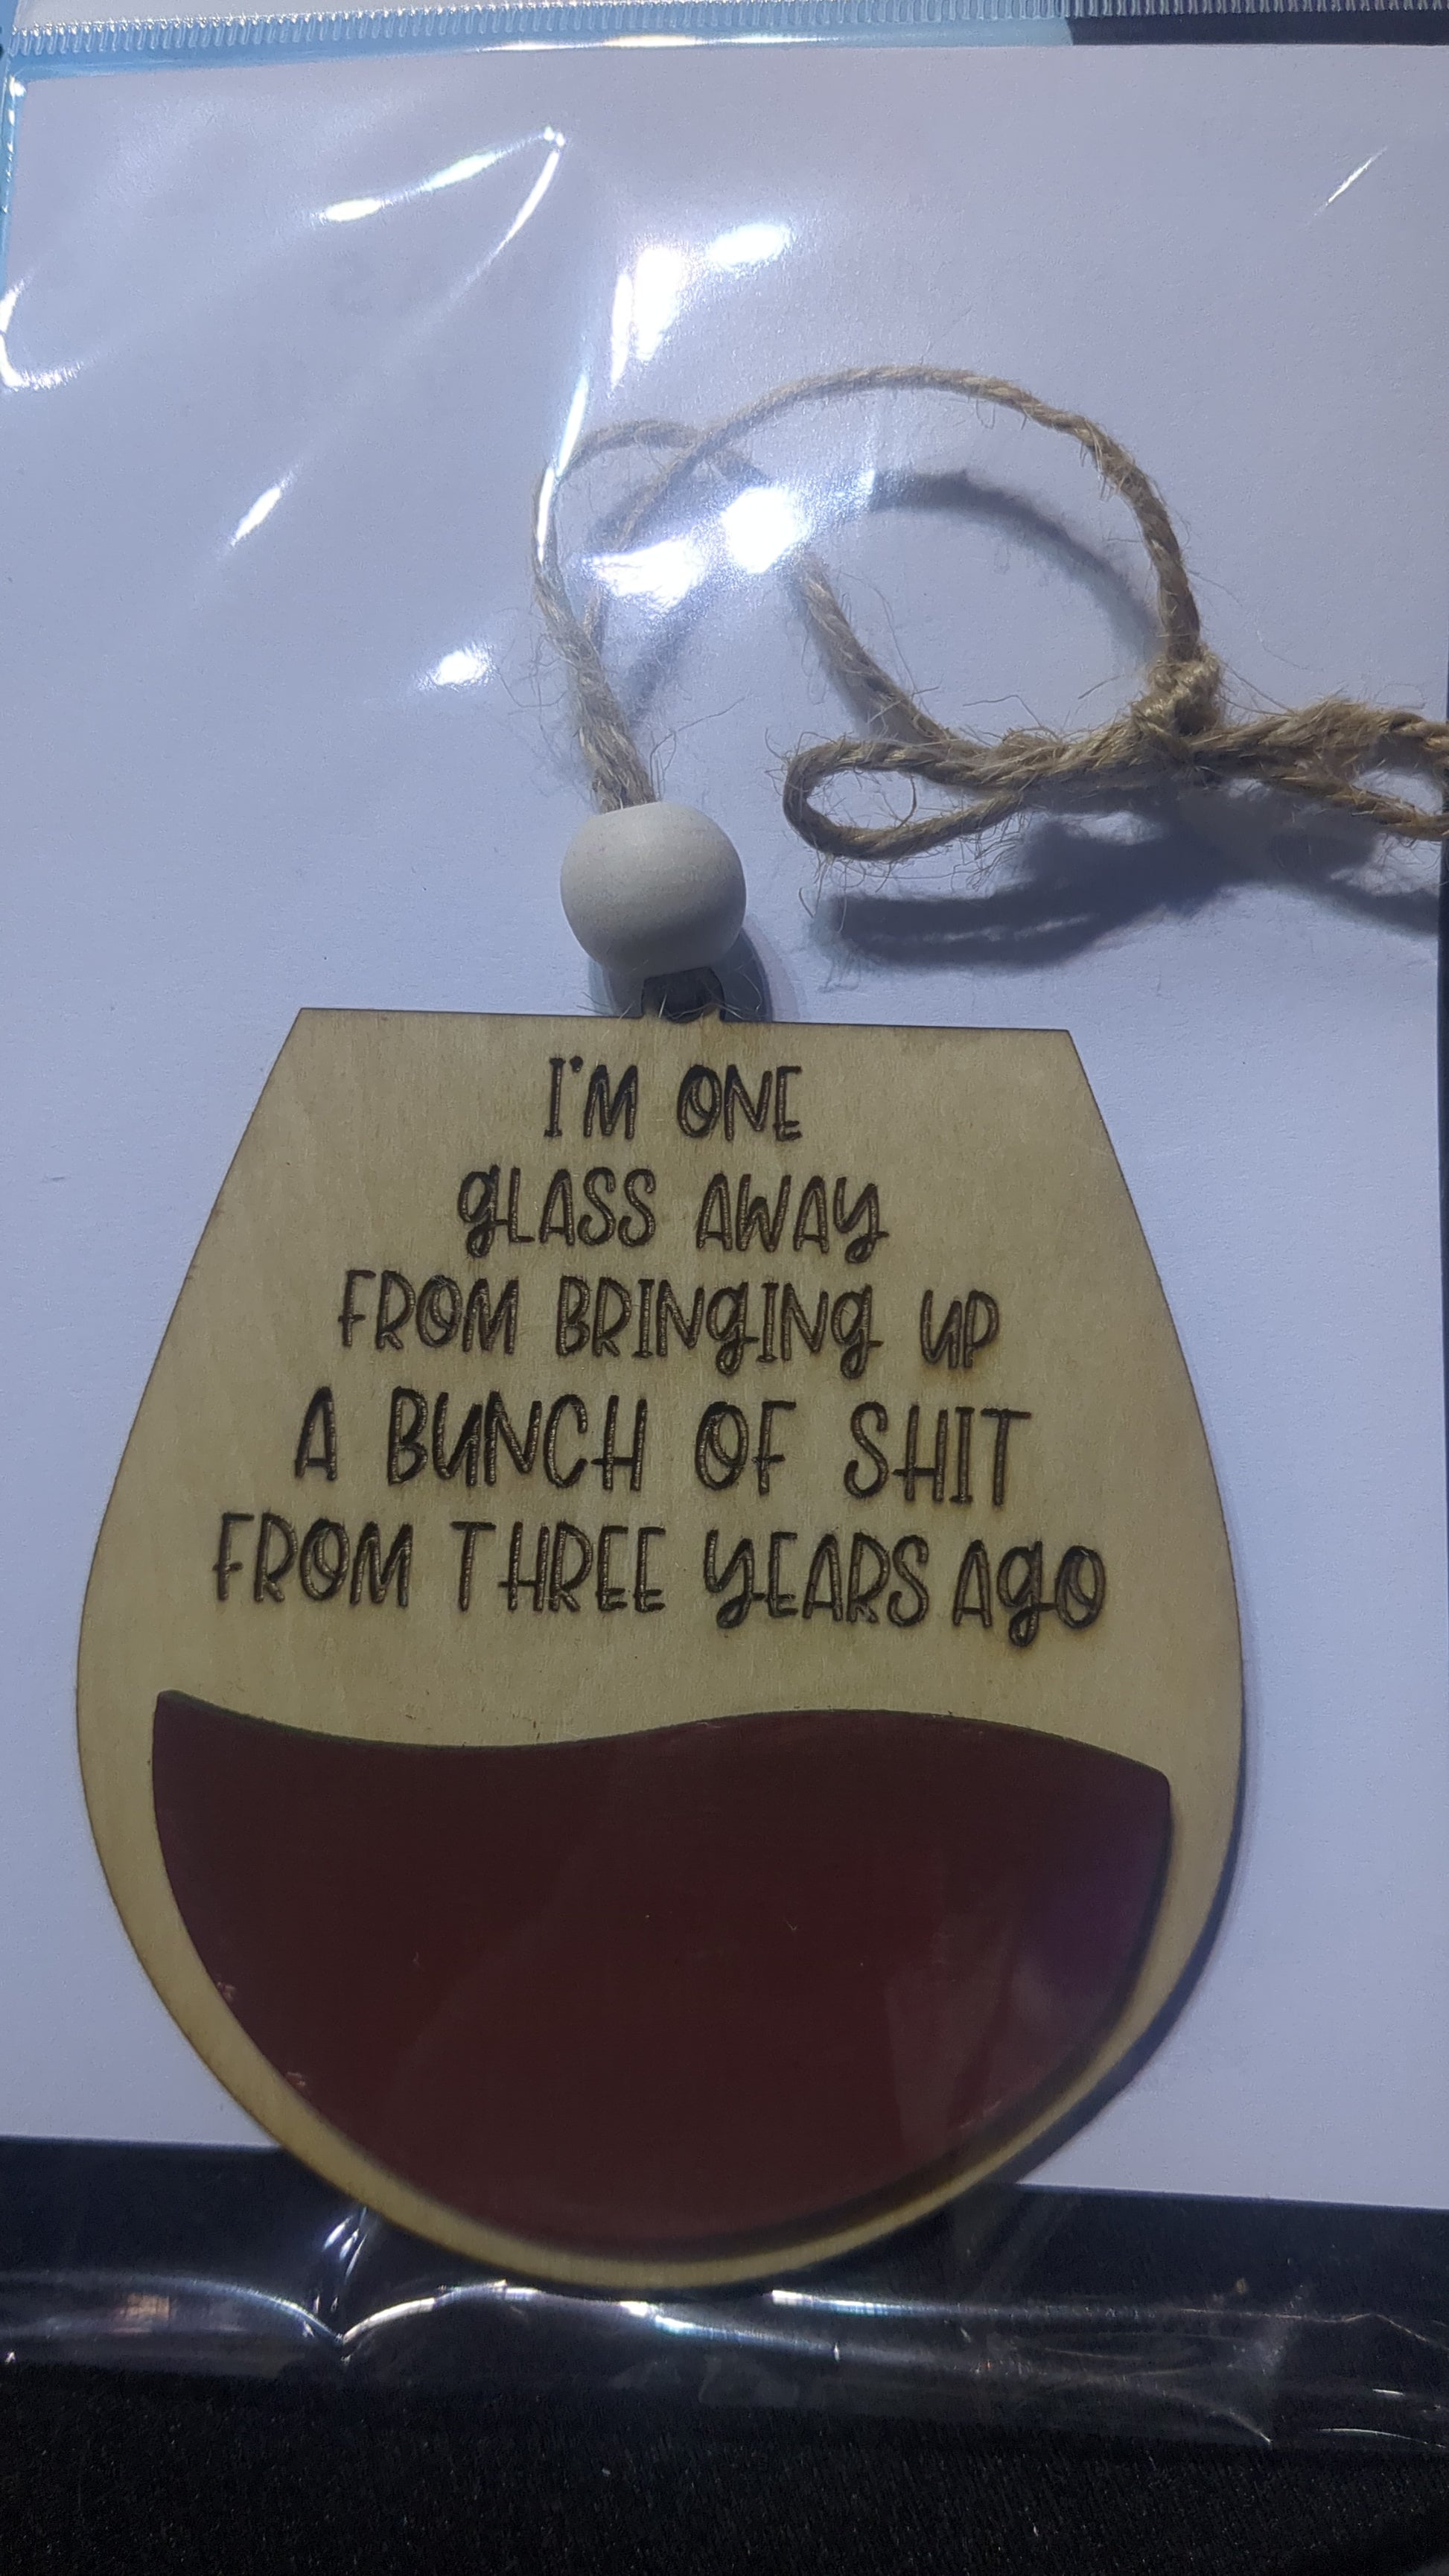 I'M ONE
GLASS AWAY
FROM BRINGING UP
A BUNCH OF SHIT
FROM THREE YEARS AGO